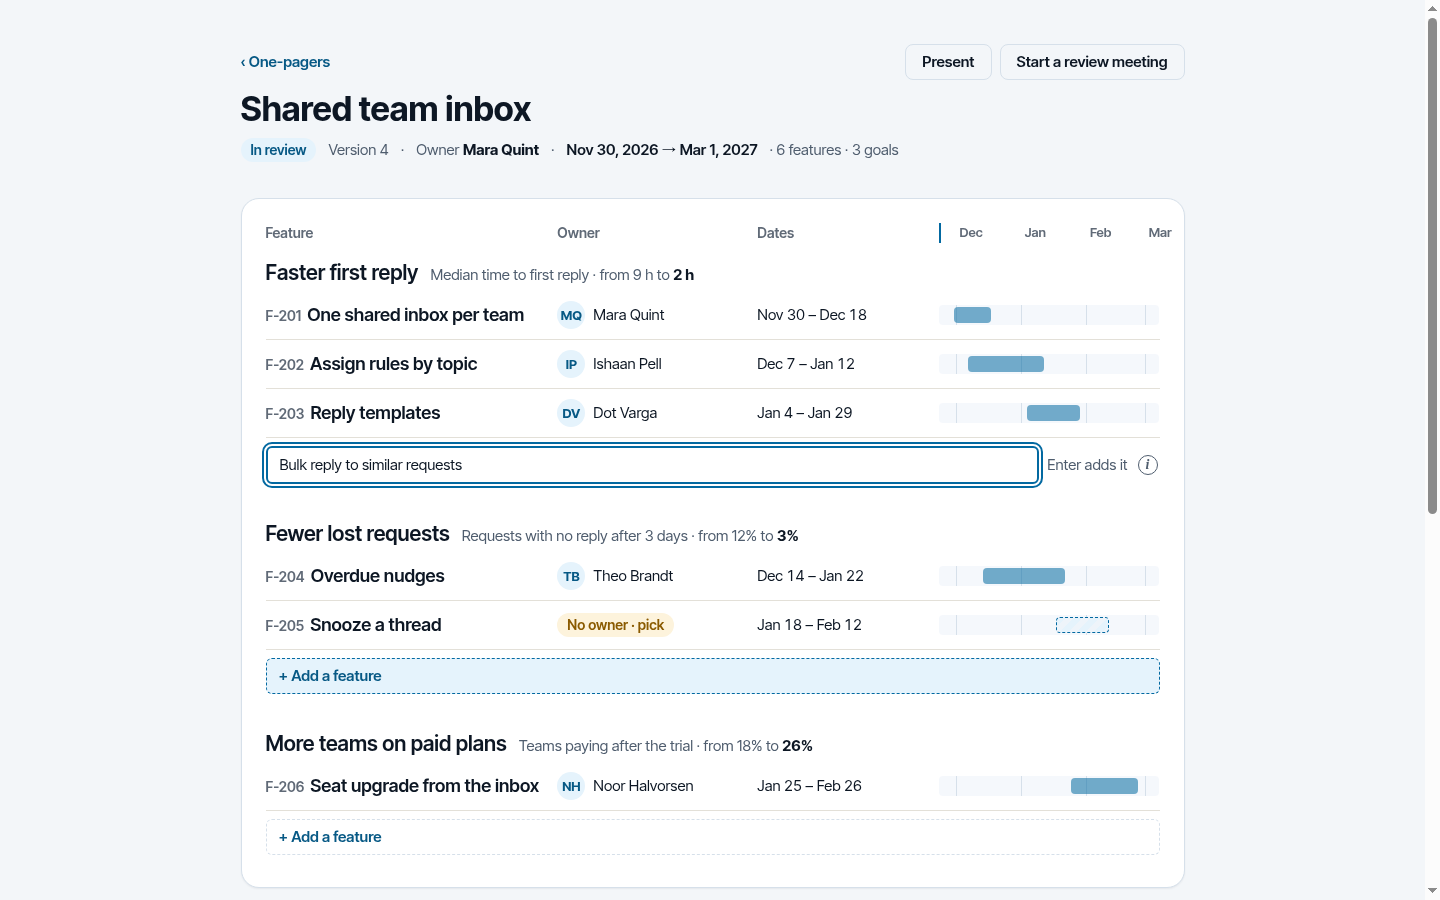 ‹ One-pagers
Present
Start a review meeting
Shared team inbox
In review Version 4 · Owner Mara Quint · Nov 30, 2026 → Mar 1, 2027 · 6 features · 3 goals
Feature Owner Dates Dec Jan Feb Mar
Faster first reply Median time to first reply · from 9 h to 2 h
F-201 One shared inbox per team MQ Mara Quint Nov 30 – Dec 18
F-202 Assign rules by topic IP Ishaan Pell Dec 7 – Jan 12
F-203 Reply templates DV Dot Varga Jan 4 – Jan 29
Bulk reply to similar requests Enter adds it i
Fewer lost requests Requests with no reply after 3 days · from 12% to 3%
F-204 Overdue nudges TB Theo Brandt Dec 14 – Jan 22
F-205 Snooze a thread No owner · pick Jan 18 – Feb 12
+ Add a feature
More teams on paid plans Teams paying after the trial · from 18% to 26%
F-206 Seat upgrade from the inbox NH Noor Halvorsen Jan 25 – Feb 26
+ Add a feature